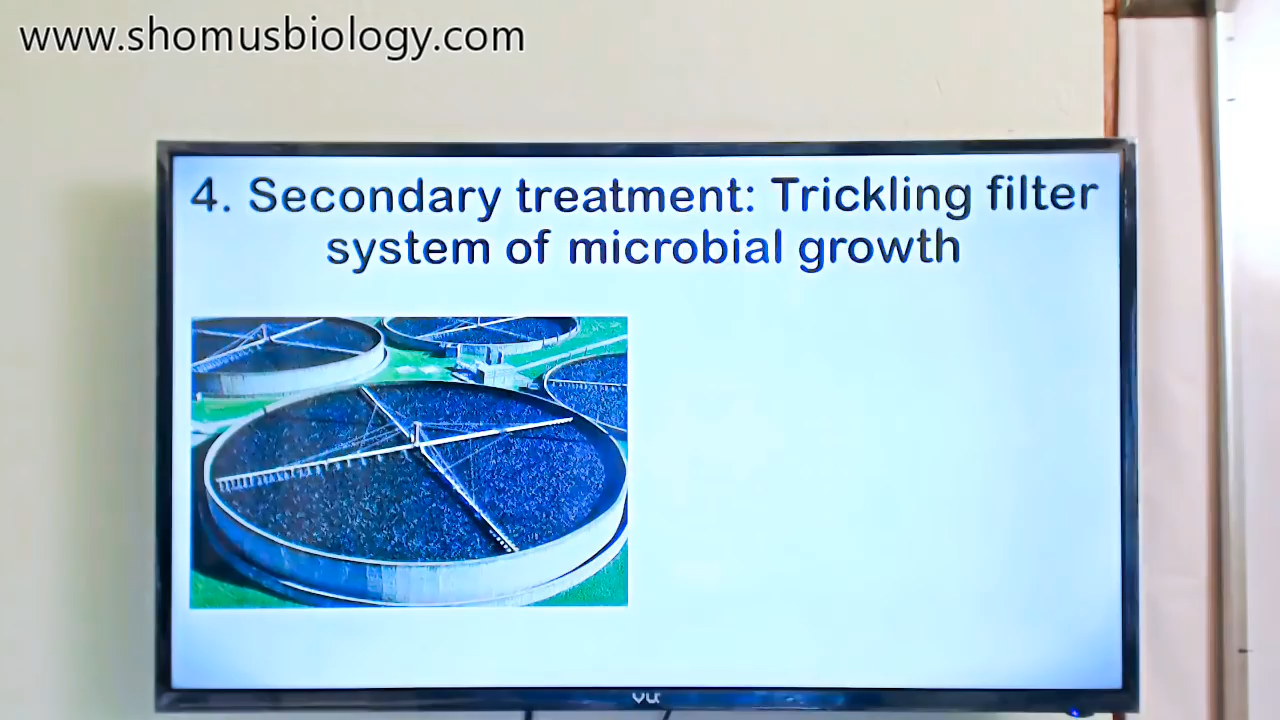 www.shomusbiology.com
4. Secondary treatment: Trickling filter
system of microbial growth
VU